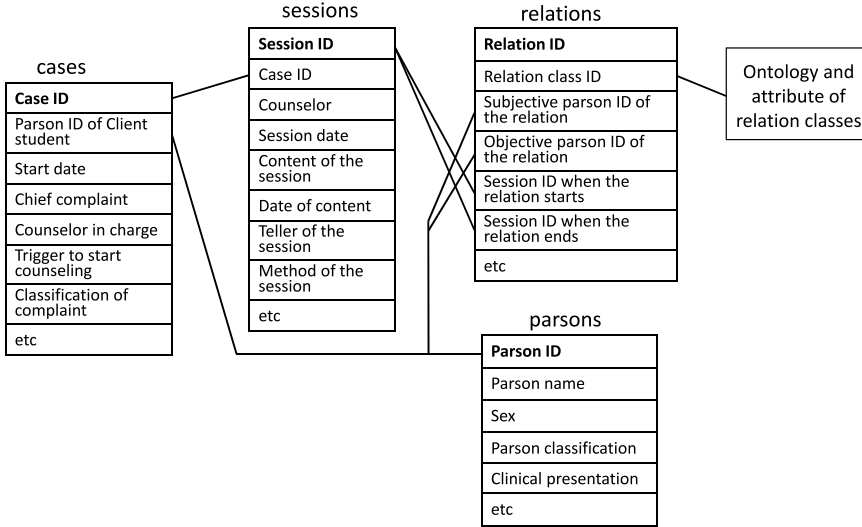 cases
Case ID
Parson ID of Client
student
Start date
Chief complaint
Counselor in charge
Trigger to start
counseling
Classification of
complaint
etc
sessions
Session ID
Case ID
Counselor
Session date
Content of the
session
Date of content
Teller of the
session
Method of the
session
etc
relations
Relation ID
Relation class ID
Subjective parson ID of
the relation
Objective parson ID of
the relation
Session ID when the
relation starts
Session ID when the
relation ends
etc
Ontology and
attribute of
relation classes
parsons
Parson ID
Parson name
Sex
Parson classification
Clinical presentation
etc